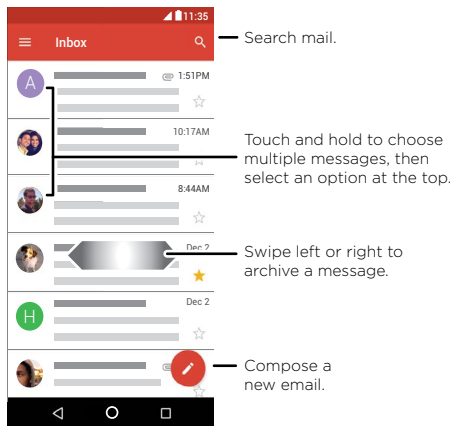 11:35
Inbox
Search mail.
A
1:51PM
10:17AM
Touch and hold to choose
multiple messages, then
select an option at the top.
8:44AM
Dec 2
Swipe left or right to
archive a message.
H
Dec 2
Compose a
new email.